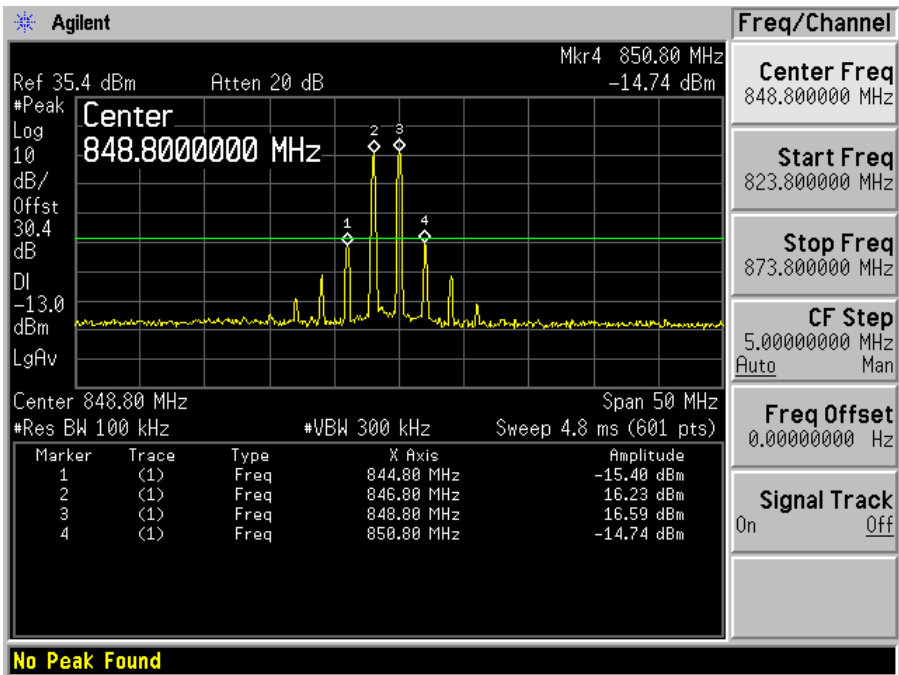 Agilent
Freq/Channel
Mkr4 850.80 MHz
Ref 35.4 dBm Atten 20 dB -14.74 dBm
#Peak
Log
10
dB/
Offst
30.4
dB
DI
-13.0
dBm
LgAv
Center
848.8000000 MHz
1
2
3
4
Center 848.80 MHz Span 50 MHz
#Res BW 100 kHz #VBW 300 kHz Sweep 4.8 ms (601 pts)
Marker Trace Type X Axis Amplitude
1 (1) Freq 844.80 MHz -15.40 dBm
2 (1) Freq 846.80 MHz 16.23 dBm
3 (1) Freq 848.80 MHz 16.59 dBm
4 (1) Freq 850.80 MHz -14.74 dBm
Center Freq
848.800000 MHz
Start Freq
823.800000 MHz
Stop Freq
873.800000 MHz
CF Step
5.00000000 MHz
Auto Man
Freq Offset
0.00000000 Hz
Signal Track
On Off
No Peak Found